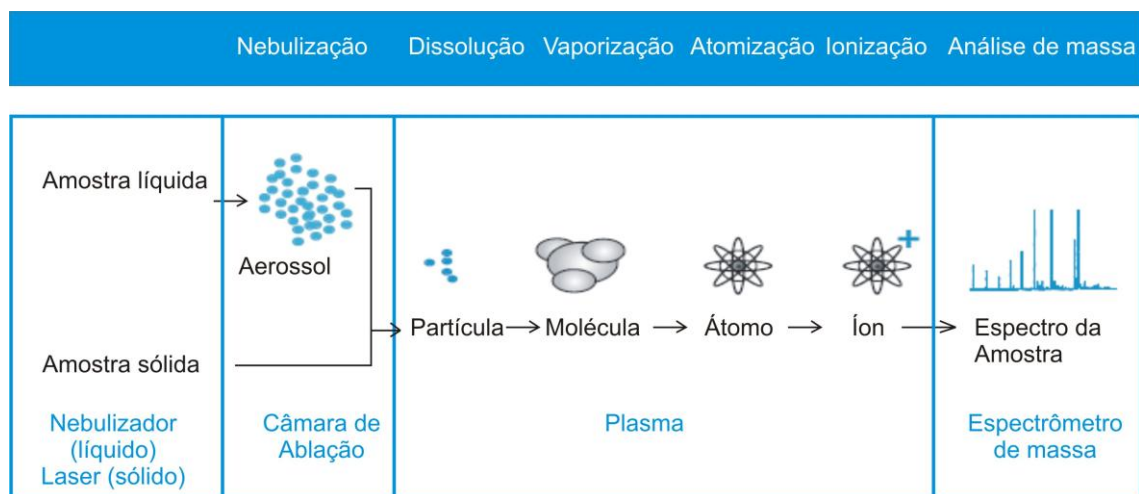 Nebulização Dissolução Vaporização Atomização Ionização Análise de massa
Amostra líquida
Aerossol
Partícula Molécula Átomo Íon Espectro da
Amostra
Amostra sólida
Nebulizador
(líquido)
Laser (sólido)
Câmara de
Ablação
Plasma
Espectrômetro
de massa